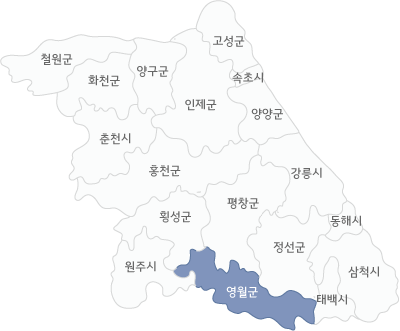 고성군
철원군
양구군
화천군
속초시
인제군
양양군
춘천시
홍천군
강릉시
평창군
횡성군
동해시
정선군
원주시
삼척시
영월군
태백시